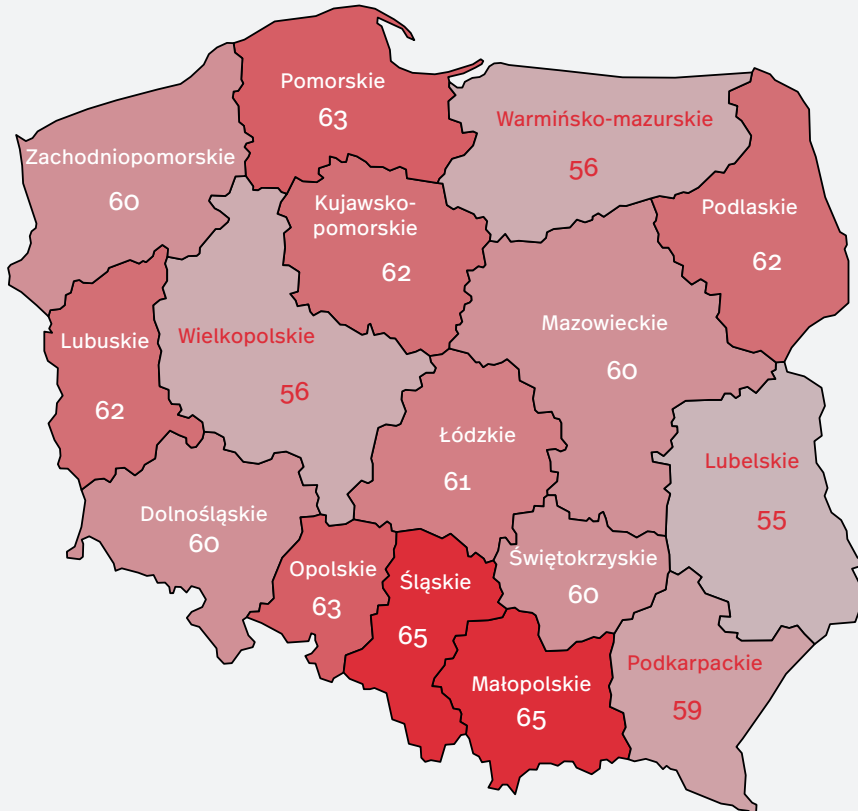 Pomorskie
63
Warmińsko-mazurskie
56
Zachodniopomorskie
60
Kujawsko-
pomorskie
62
Podlaskie
62
Lubuskie
62
Wielkopolskie
56
Mazowieckie
60
Łódzkie
61
Lubelskie
55
Dolnośląskie
60
Opolskie
63
Śląskie
65
Świętokrzyskie
60
Małopolskie
65
Podkarpackie
59